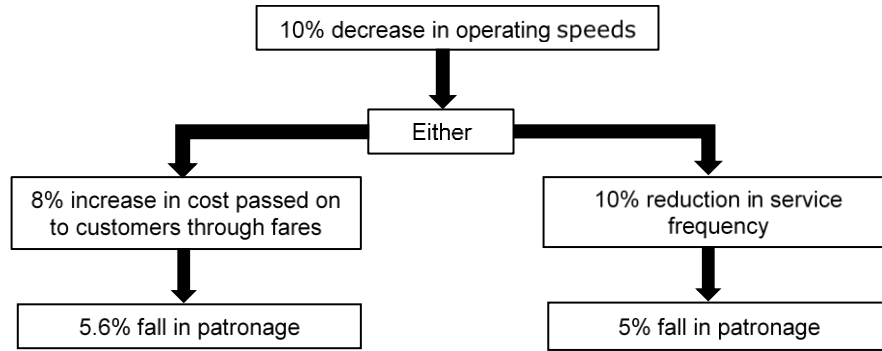 10% decrease in operating speeds
Either
8% increase in cost passed on
to customers through fares
10% reduction in service
frequency
5.6% fall in patronage
5% fall in patronage